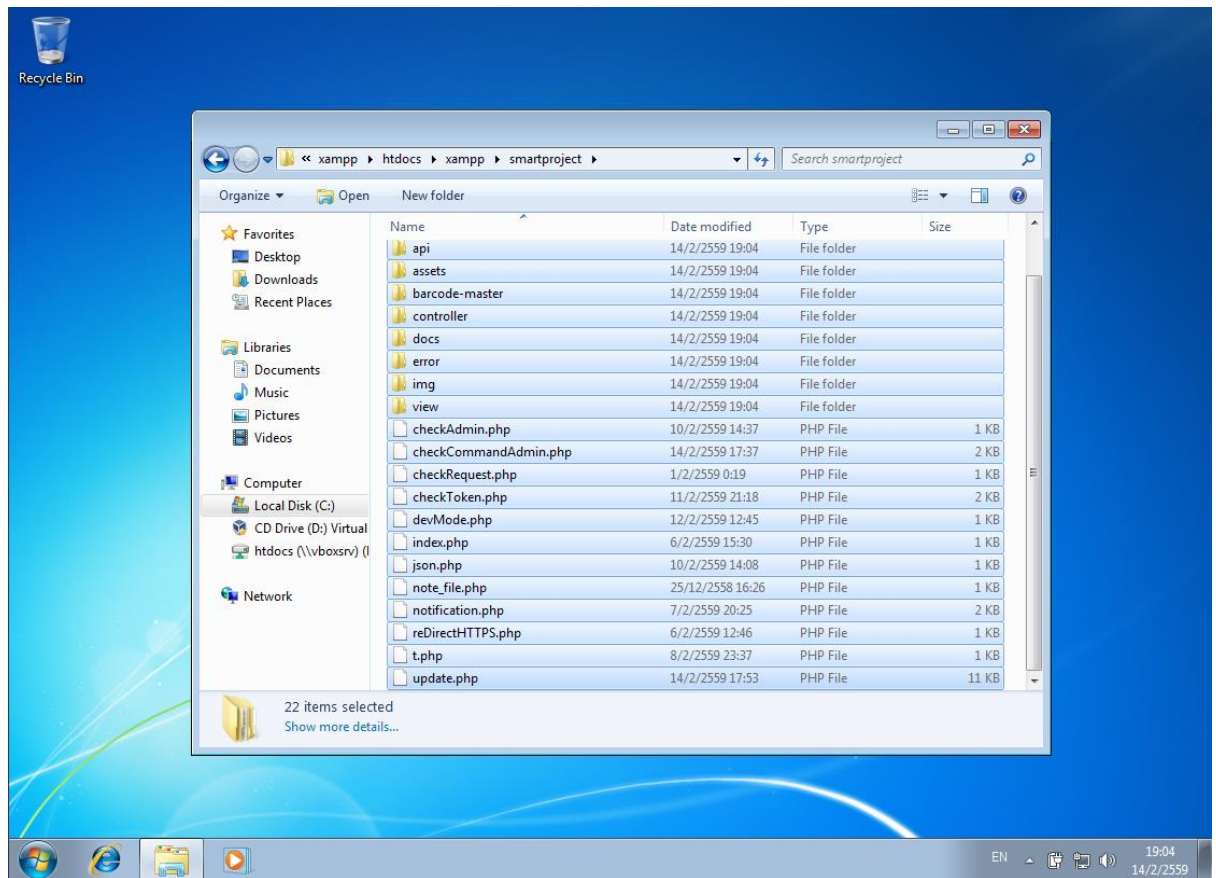 Recycle Bin
« xampp htdocs xampp smartproject
Search smartproject
Organize Open New folder
Name Date modified Type Size
Favorites
Desktop
Downloads
Recent Places
Libraries
Documents
Music
Pictures
Videos
Computer
Local Disk (C:)
CD Drive (D:) Virtual
htdocs (\\vboxsrv) (
Network
api 14/2/2559 19:04 File folder
assets 14/2/2559 19:04 File folder
barcode-master 14/2/2559 19:04 File folder
controller 14/2/2559 19:04 File folder
docs 14/2/2559 19:04 File folder
error 14/2/2559 19:04 File folder
img 14/2/2559 19:04 File folder
view 14/2/2559 19:04 File folder
checkAdmin.php 10/2/2559 14:37 PHP File 1 KB
checkCommandAdmin.php 14/2/2559 17:37 PHP File 2 KB
checkRequest.php 1/2/2559 0:19 PHP File 1 KB
checkToken.php 11/2/2559 21:18 PHP File 2 KB
devMode.php 12/2/2559 12:45 PHP File 1 KB
index.php 6/2/2559 15:30 PHP File 1 KB
json.php 10/2/2559 14:08 PHP File 1 KB
note_file.php 25/12/2558 16:26 PHP File 1 KB
notification.php 7/2/2559 20:25 PHP File 2 KB
reDirectHTTPS.php 6/2/2559 12:46 PHP File 1 KB
t.php 8/2/2559 23:37 PHP File 1 KB
update.php 14/2/2559 17:53 PHP File 11 KB
22 items selected
Show more details...
EN
19:04
14/2/2559